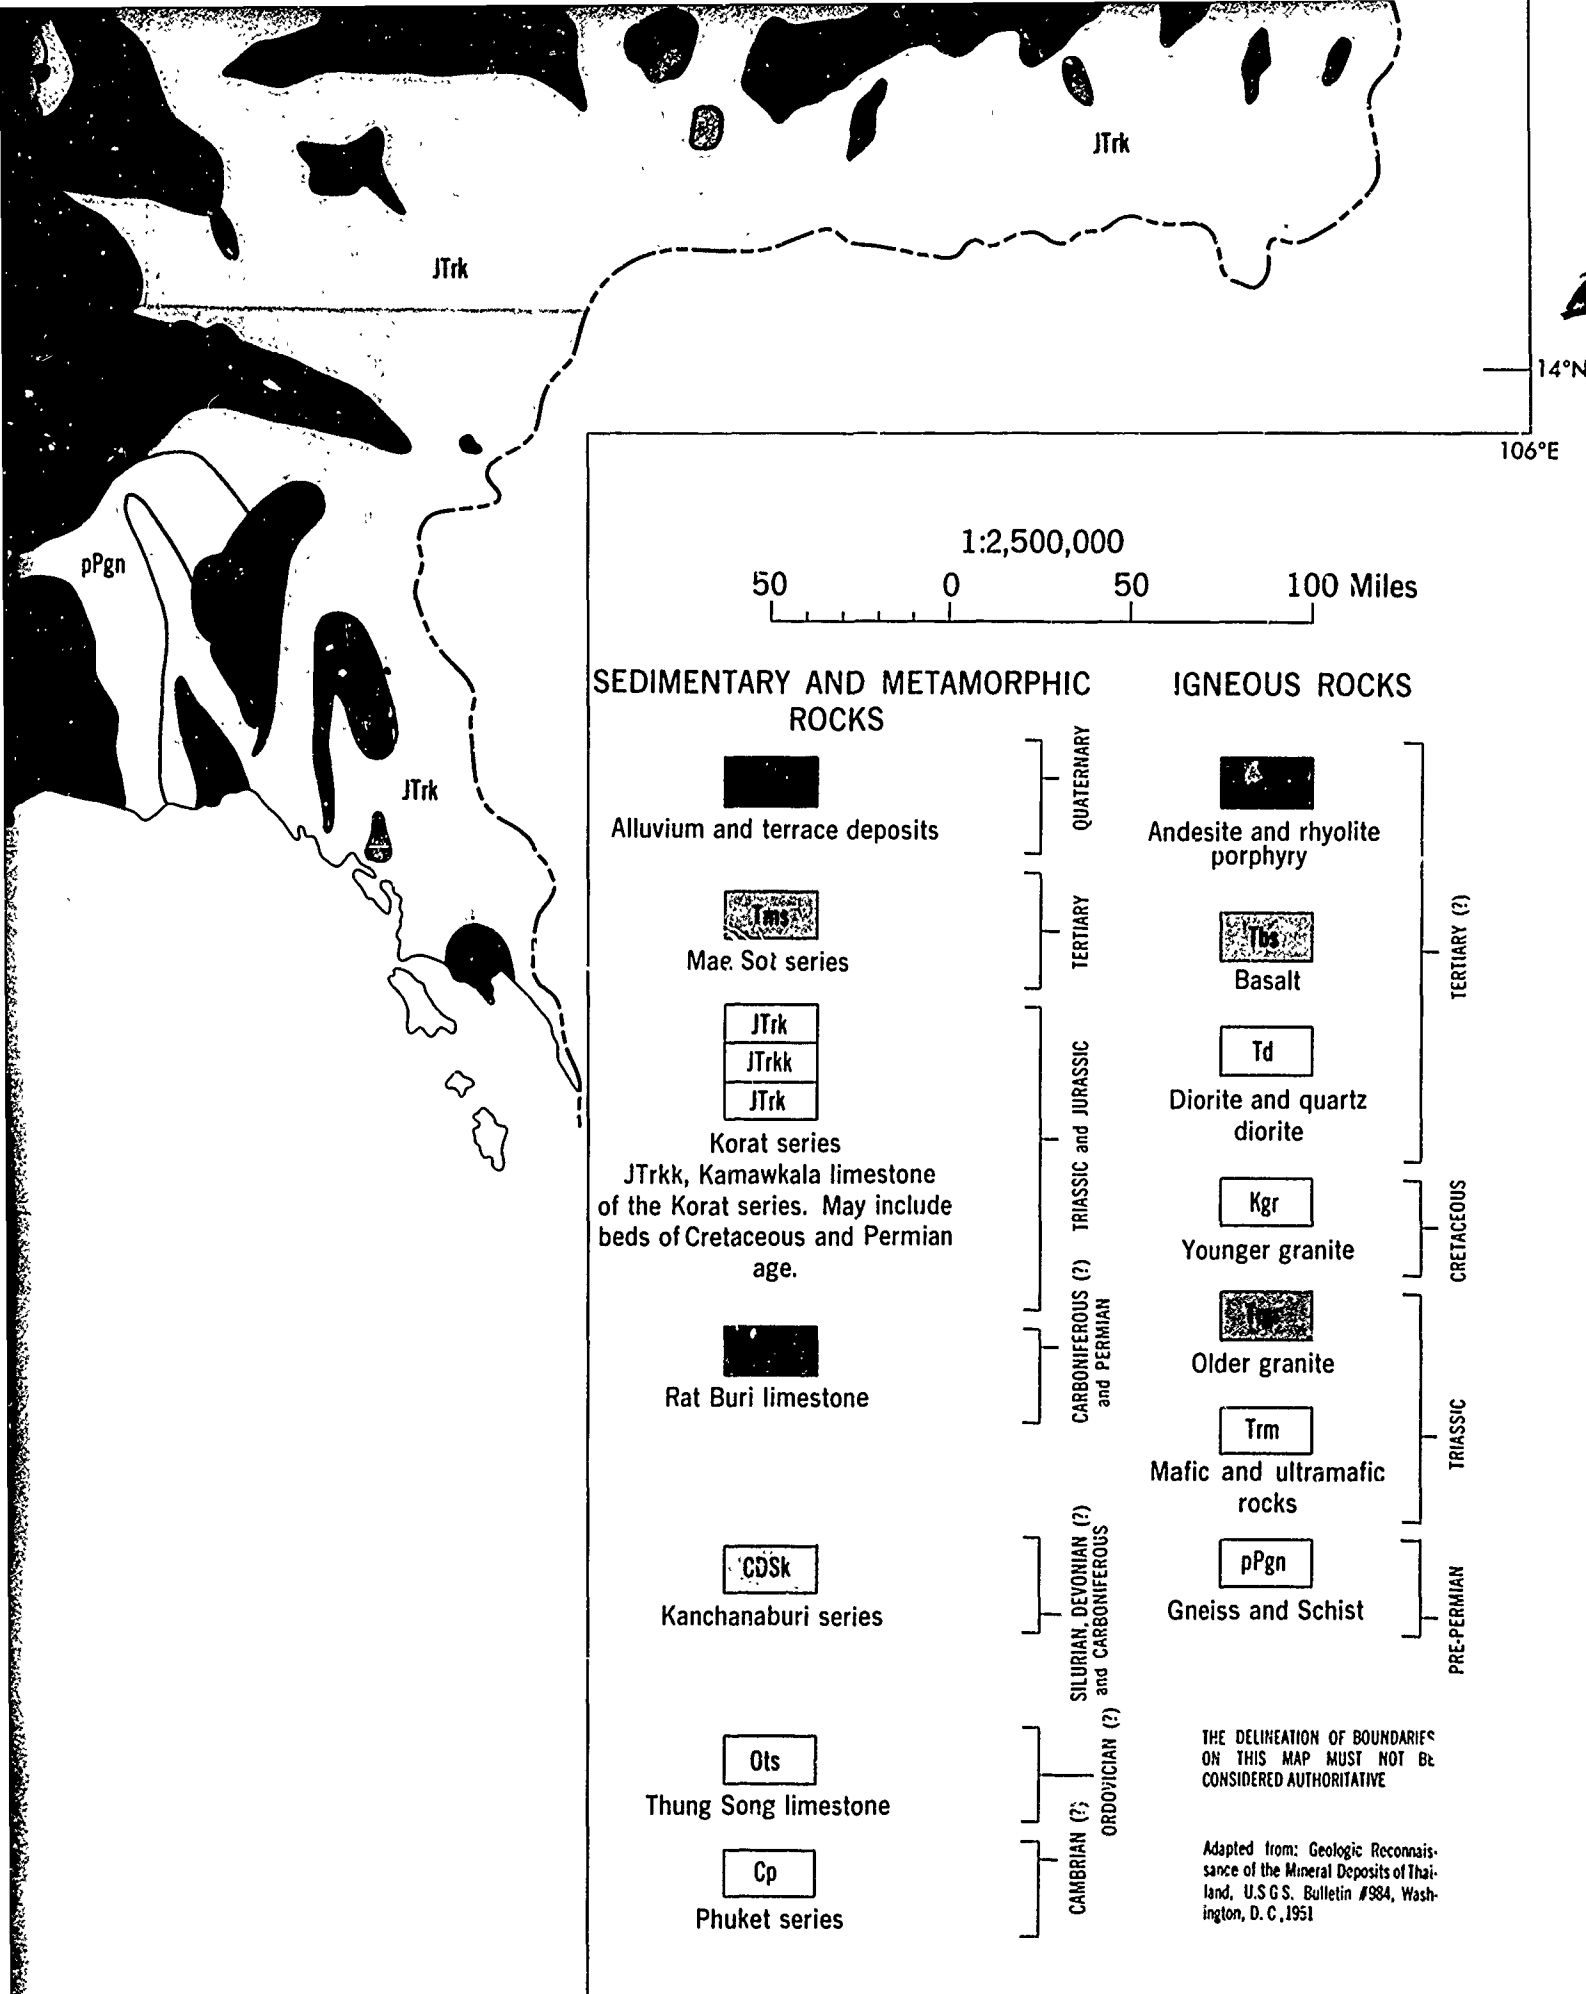 JTrk
JTrk
14°N
106°E
pPgn
JTrk
1:2,500,000
50 0 50 100 Miles
SEDIMENTARY AND METAMORPHIC
ROCKS
QUATERNARY
Alluvium and terrace deposits
TERTIARY
Tms
Mae Sot series
TRIASSIC and JURASSIC
JTrk
JTrkk
JTrk
Korat series
JTrkk, Kamawkala limestone
of the Korat series. May include
beds of Cretaceous and Permian
age.
CARBONIFEROUS (?)
and PERMIAN
Rat Buri limestone
SILURIAN, DEVONIAN (?)
and CARBONIFEROUS
CDSk
Kanchanaburi series
ORDOVICIAN (?)
Ots
Thung Song limestone
CAMBRIAN (?)
Cp
Phuket series
IGNEOUS ROCKS
TERTIARY (?)
Andesite and rhyolite
porphyry
Tbs
Basalt
Td
Diorite and quartz
diorite
CRETACEOUS
Kgr
Younger granite
TRIASSIC
Older granite
Trm
Mafic and ultramafic
rocks
PRE-PERMIAN
pPgn
Gneiss and Schist
THE DELINEATION OF BOUNDARIES
ON THIS MAP MUST NOT BE
CONSIDERED AUTHORITATIVE
Adapted from: Geologic Reconnais-
sance of the Mineral Deposits of Thai-
land, U.S G S. Bulletin #984, Wash-
ington, D. C, 1951